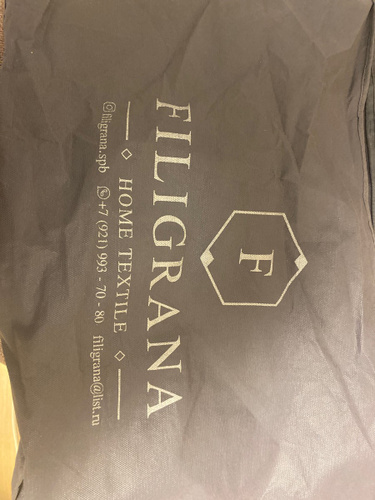 F
FILIGRANA
HOME TEXTILE
filigrana.spb +7 (921) 993 - 70 - 80 filigrana@list.ru